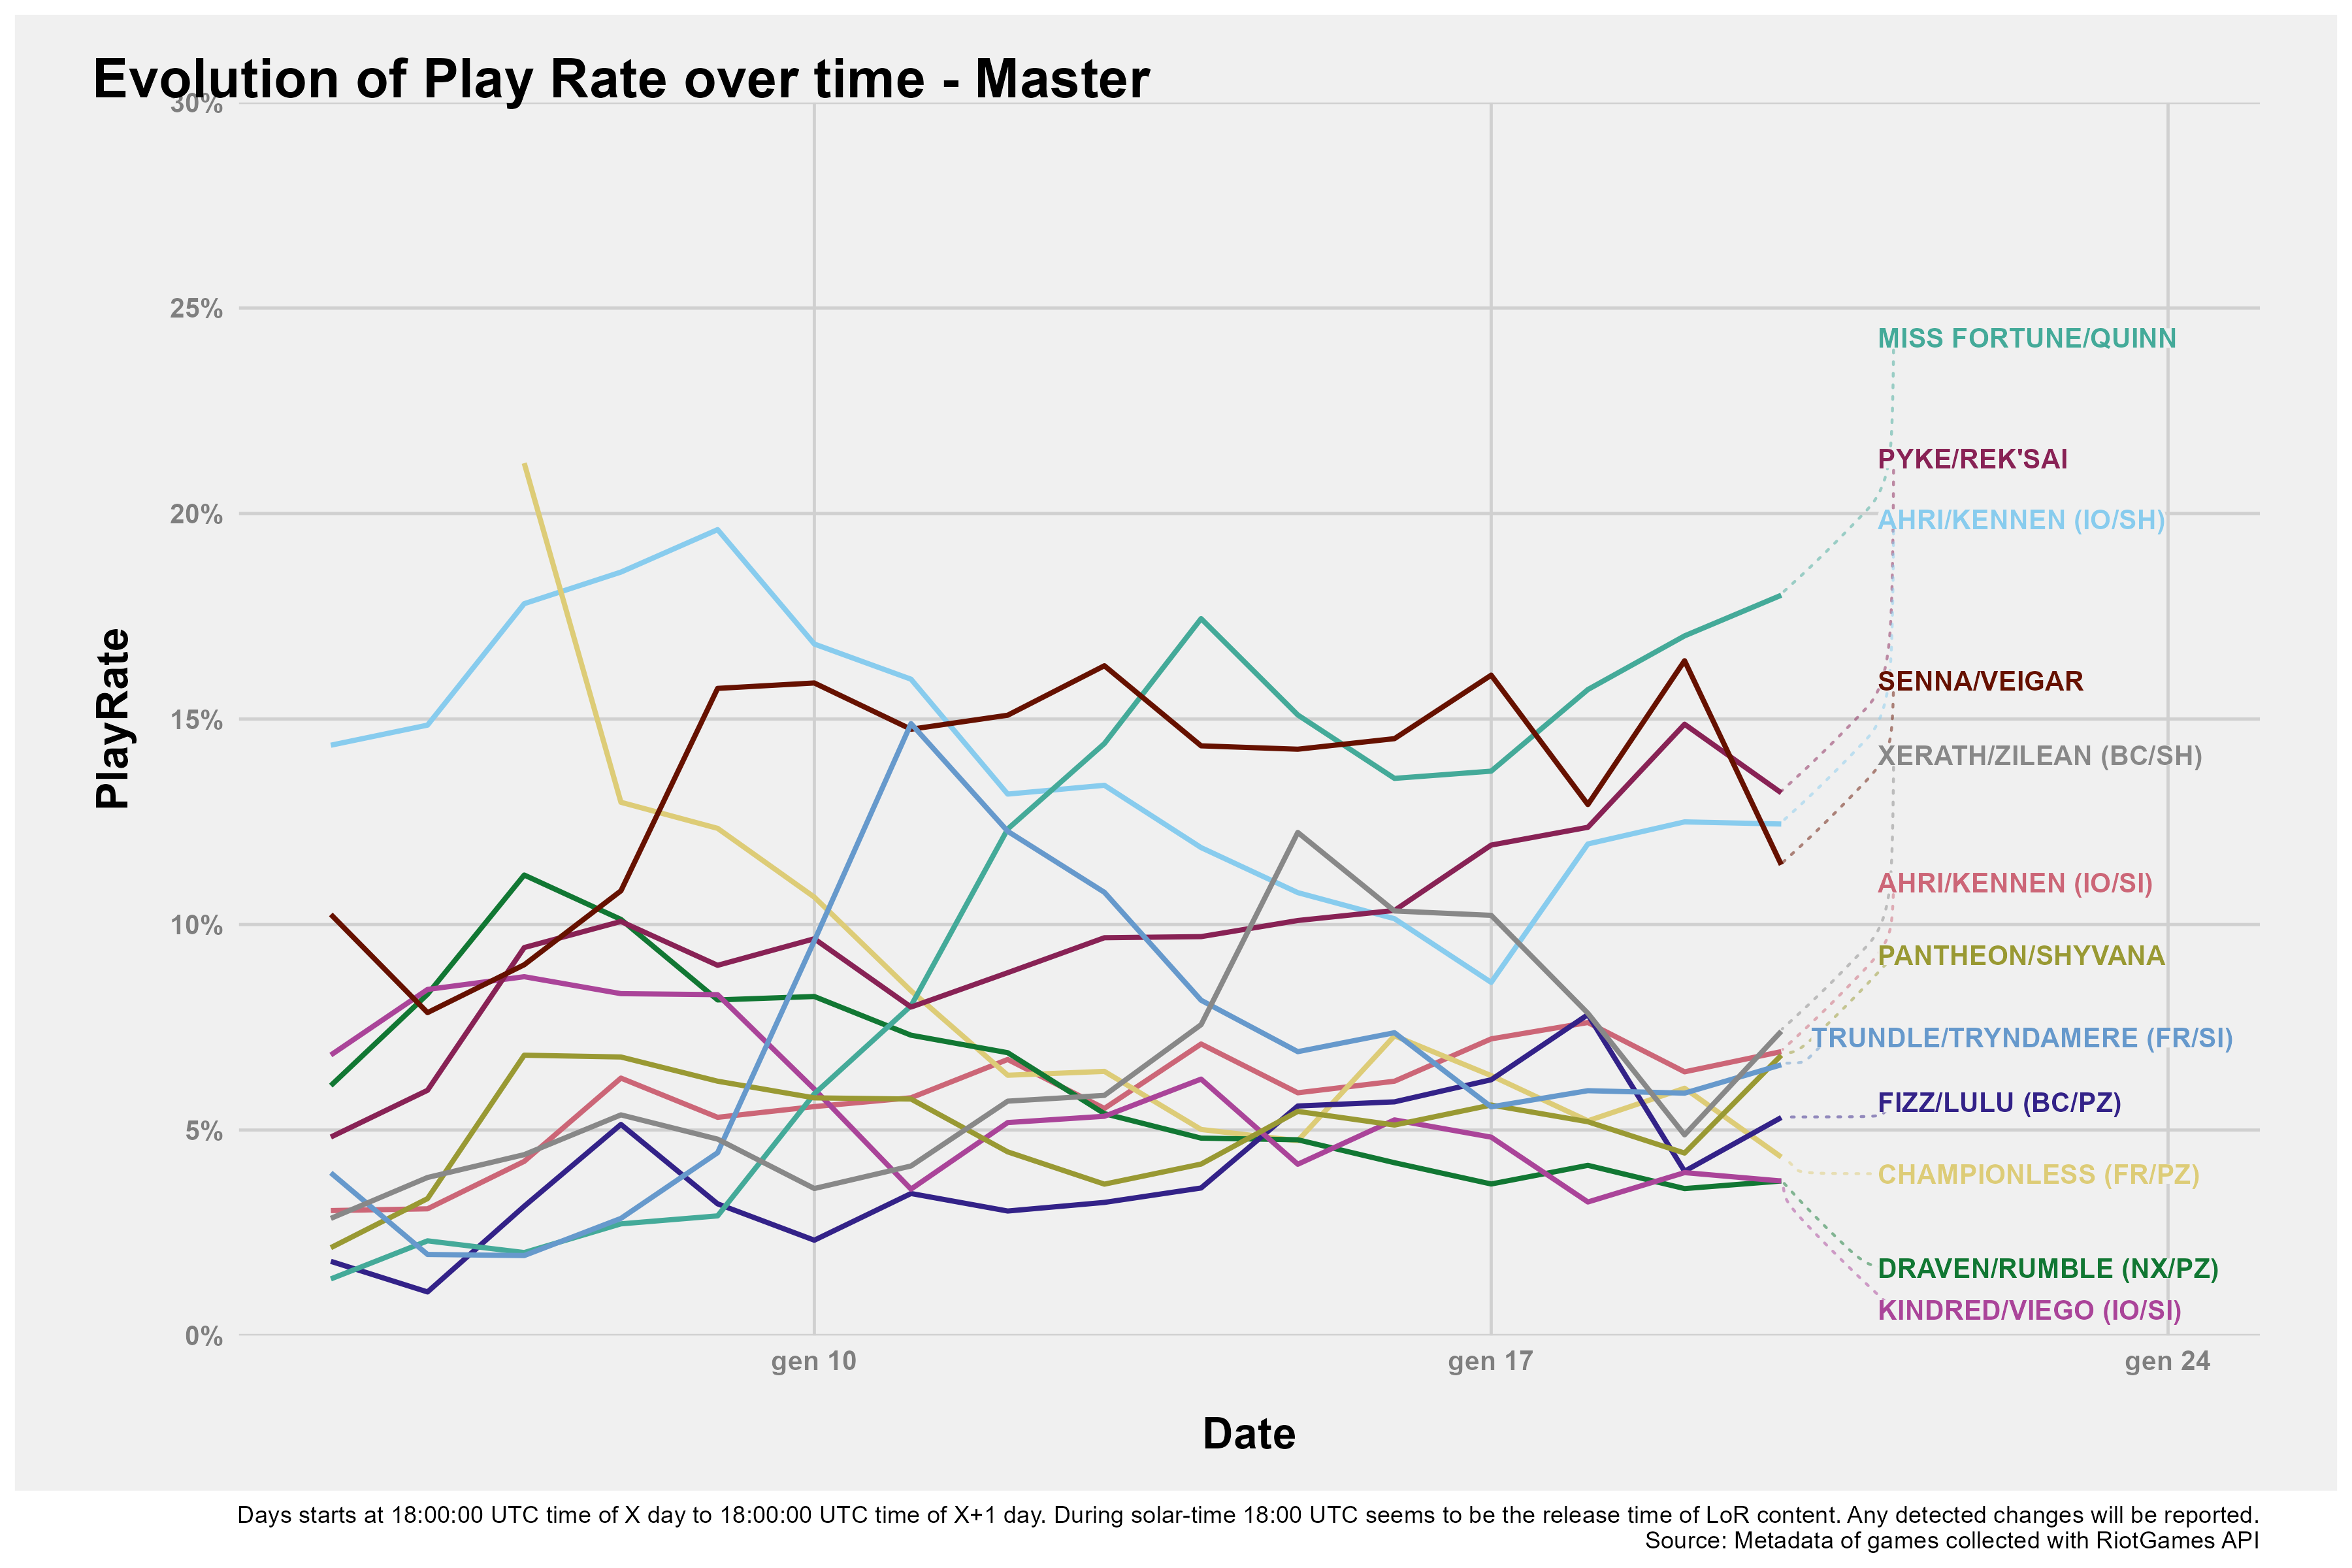 Evolution of Play Rate over time - Master
30%
25%
20%
15%
10%
5%
0%
PlayRate
MISS FORTUNE/QUINN
PYKE/REK'SAI
AHRI/KENNEN (IO/SH)
SENNA/VEIGAR
XERATH/ZILEAN (BC/SH)
AHRI/KENNEN (IO/SI)
PANTHEON/SHYVANA
TRUNDLE/TRYNDAMERE (FR/SI)
FIZZ/LULU (BC/PZ)
CHAMPIONLESS (FR/PZ)
DRAVEN/RUMBLE (NX/PZ)
KINDRED/VIEGO (IO/SI)
gen 10 gen 17 gen 24
Date
Days starts at 18:00:00 UTC time of X day to 18:00:00 UTC time of X+1 day. During solar-time 18:00 UTC seems to be the release time of LoR content. Any detected changes will be reported.
Source: Metadata of games collected with RiotGames API